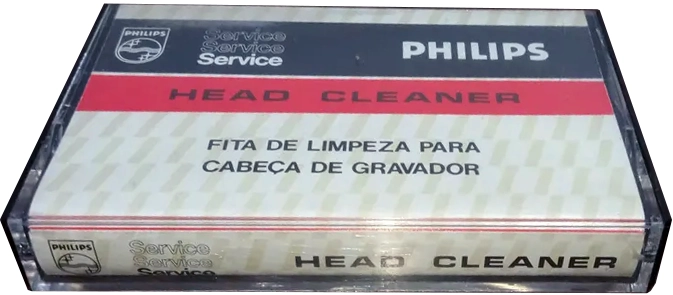 PHILIPS
Service
Service
Service
PHILIPS
HEAD CLEANER
FITA DE LIMPEZA PARA
CABEÇA DE GRAVADOR
PHILIPS
Service
Service
Service
HEAD CLEANER